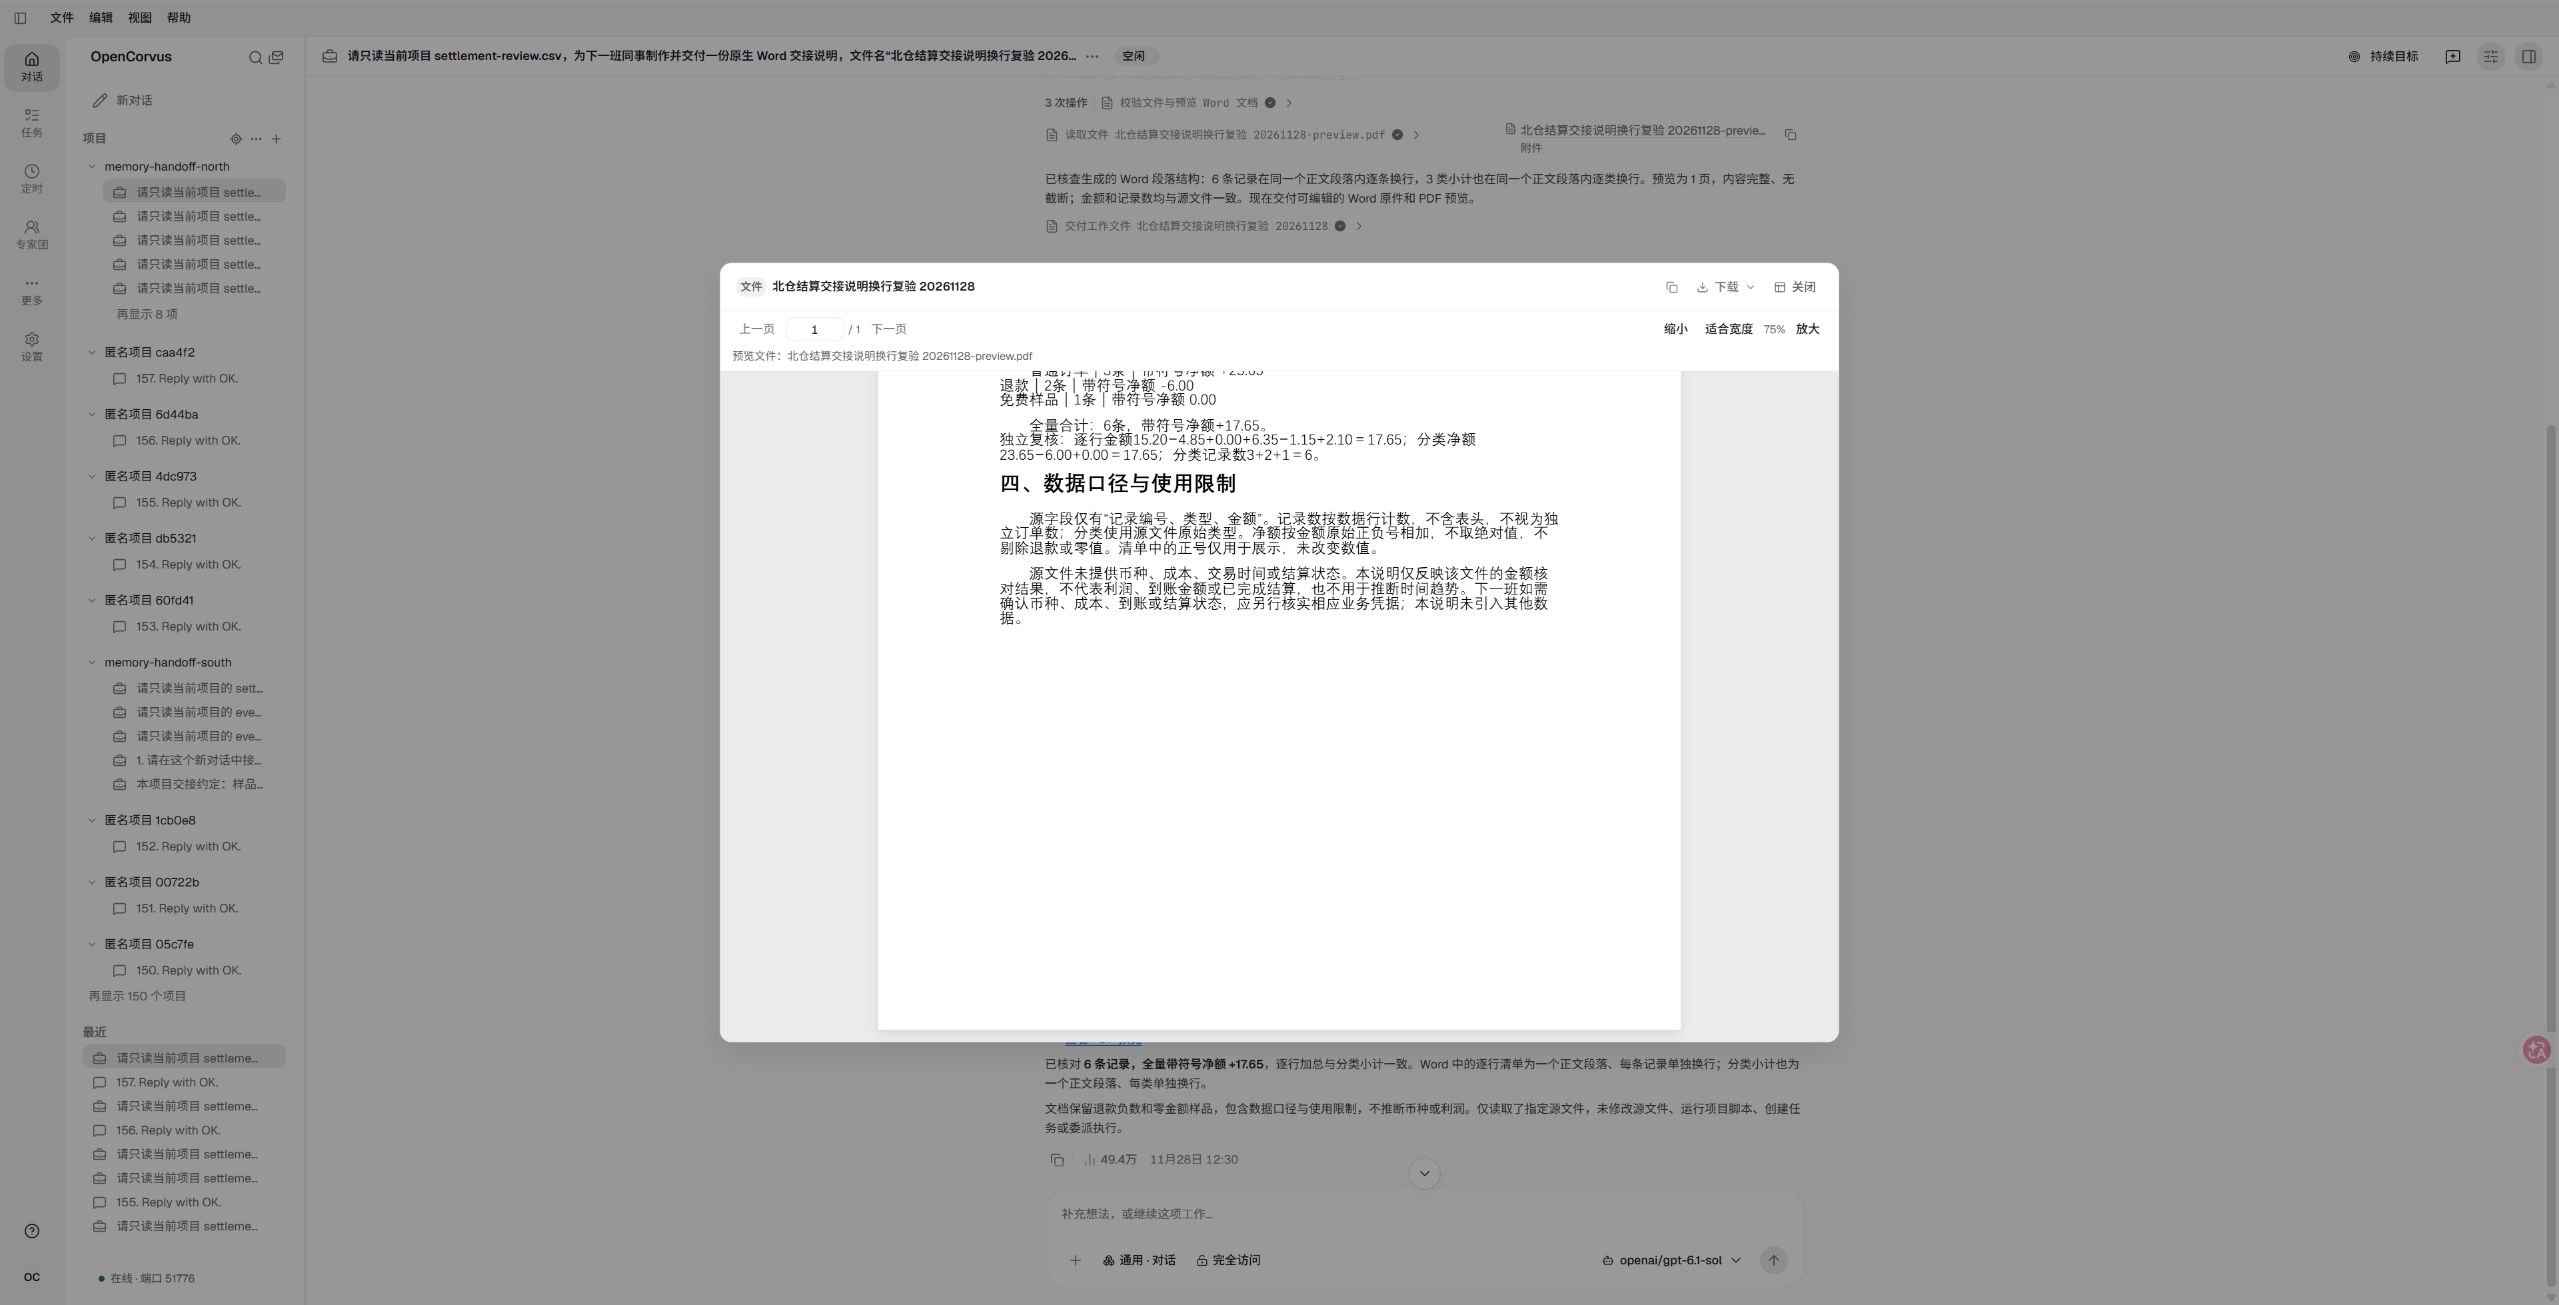 文件 编辑 视图 帮助
对话
任务
定时
专家团
更多
设置
OC
OpenCorvus
新对话
项目
memory-handoff-north
请只读当前项目 settle...
请只读当前项目 settle...
请只读当前项目 settle...
请只读当前项目 settle...
请只读当前项目 settle...
再显示 8 项
匿名项目 caa4f2
157. Reply with OK.
匿名项目 6d44ba
156. Reply with OK.
匿名项目 4dc973
155. Reply with OK.
匿名项目 db5321
154. Reply with OK.
匿名项目 60fd41
153. Reply with OK.
memory-handoff-south
请只读当前项目的 sett...
请只读当前项目的 eve...
请只读当前项目的 eve...
1. 请在这个新对话中接...
本项目交接约定：样品...
匿名项目 1cb0e8
152. Reply with OK.
匿名项目 00722b
151. Reply with OK.
匿名项目 05c7fe
150. Reply with OK.
再显示 150 个项目
最近
请只读当前项目 settleme...
157. Reply with OK.
请只读当前项目 settleme...
156. Reply with OK.
请只读当前项目 settleme...
请只读当前项目 settleme...
155. Reply with OK.
请只读当前项目 settleme...
在线 · 端口 51776
请只读当前项目 settlement-review.csv，为下一班同事制作并交付一份原生 Word 交接说明，文件名“北仓结算交接说明换行复验 2026... ··· 空闲
持续目标
3 次操作 校验文件与预览 Word 文档
读取文件 北仓结算交接说明换行复验 20261128-preview.pdf
北仓结算交接说明换行复验 20261128-previe...
附件
已核查生成的 Word 段落结构：6 条记录在同一个正文段落内逐条换行，3 类小计也在同一个正文段落内逐类换行。预览为 1 页，内容完整、无
截断；金额和记录数均与源文件一致。现在交付可编辑的 Word 原件和 PDF 预览。
交付工作文件 北仓结算交接说明换行复验 20261128
文件 北仓结算交接说明换行复验 20261128
下载 关闭
上一页 1 / 1 下一页
缩小 适合宽度 75% 放大
预览文件：北仓结算交接说明换行复验 20261128-preview.pdf
普通订单 | 3条 | 带符号净额 +23.65
退款 | 2条 | 带符号净额 -6.00
免费样品 | 1条 | 带符号净额 0.00
全量合计：6条，带符号净额+17.65。
独立复核：逐行金额15.20−4.85+0.00+6.35−1.15+2.10＝17.65；分类净额
23.65−6.00+0.00＝17.65；分类记录数3+2+1＝6。
四、数据口径与使用限制
源字段仅有“记录编号、类型、金额”。记录数按数据行计数，不含表头，不视为独
立订单数；分类使用源文件原始类型。净额按金额原始正负号相加，不取绝对值，不
剔除退款或零值。清单中的正号仅用于展示，未改变数值。
源文件未提供币种、成本、交易时间或结算状态。本说明仅反映该文件的金额核
对结果，不代表利润、到账金额或已完成结算，也不用于推断时间趋势。下一班如需
确认币种、成本、到账或结算状态，应另行核实相应业务凭据；本说明未引入其他数
据。
已核对 6 条记录，全量带符号净额 +17.65，逐行加总与分类小计一致。Word 中的逐行清单为一个正文段落、每条记录单独换行；分类小计也为
一个正文段落、每类单独换行。
文档保留退款负数和零金额样品，包含数据口径与使用限制，不推断币种或利润。仅读取了指定源文件，未修改源文件、运行项目脚本、创建任
务或委派执行。
49.4万 11月28日 12:30
补充想法，或继续这项工作...
通用 · 对话 完全访问
openai/gpt-6.1-sol